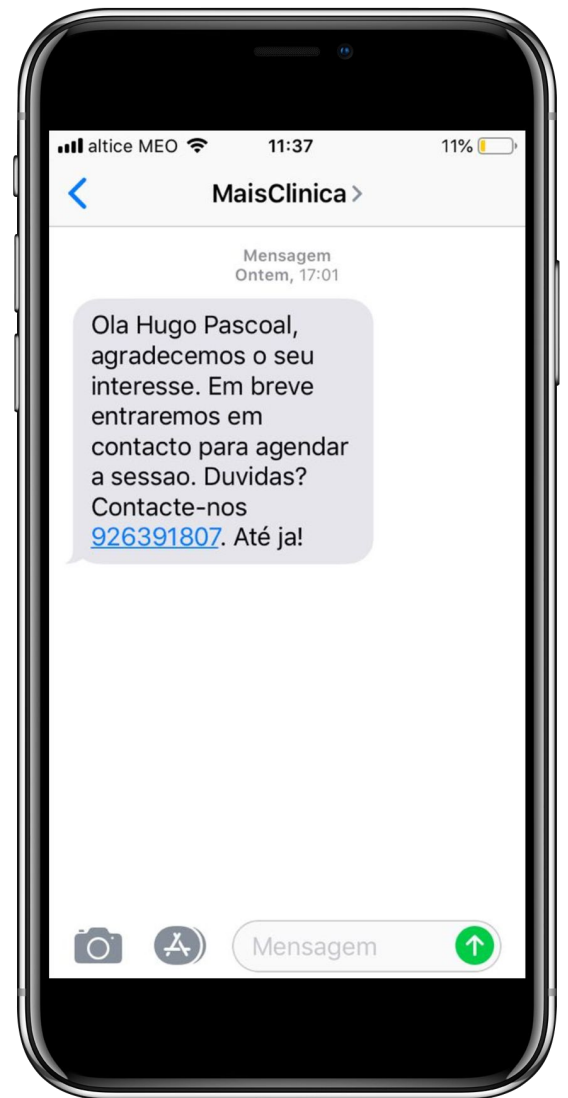 altice MEO 11:37 11%
MaisClinica
Mensagem
Ontem, 17:01
Ola Hugo Pascoal,
agradecemos o seu
interesse. Em breve
entraremos em
contacto para agendar
a sessao. Duvidas?
Contacte-nos
926391807. Até ja!
Mensagem